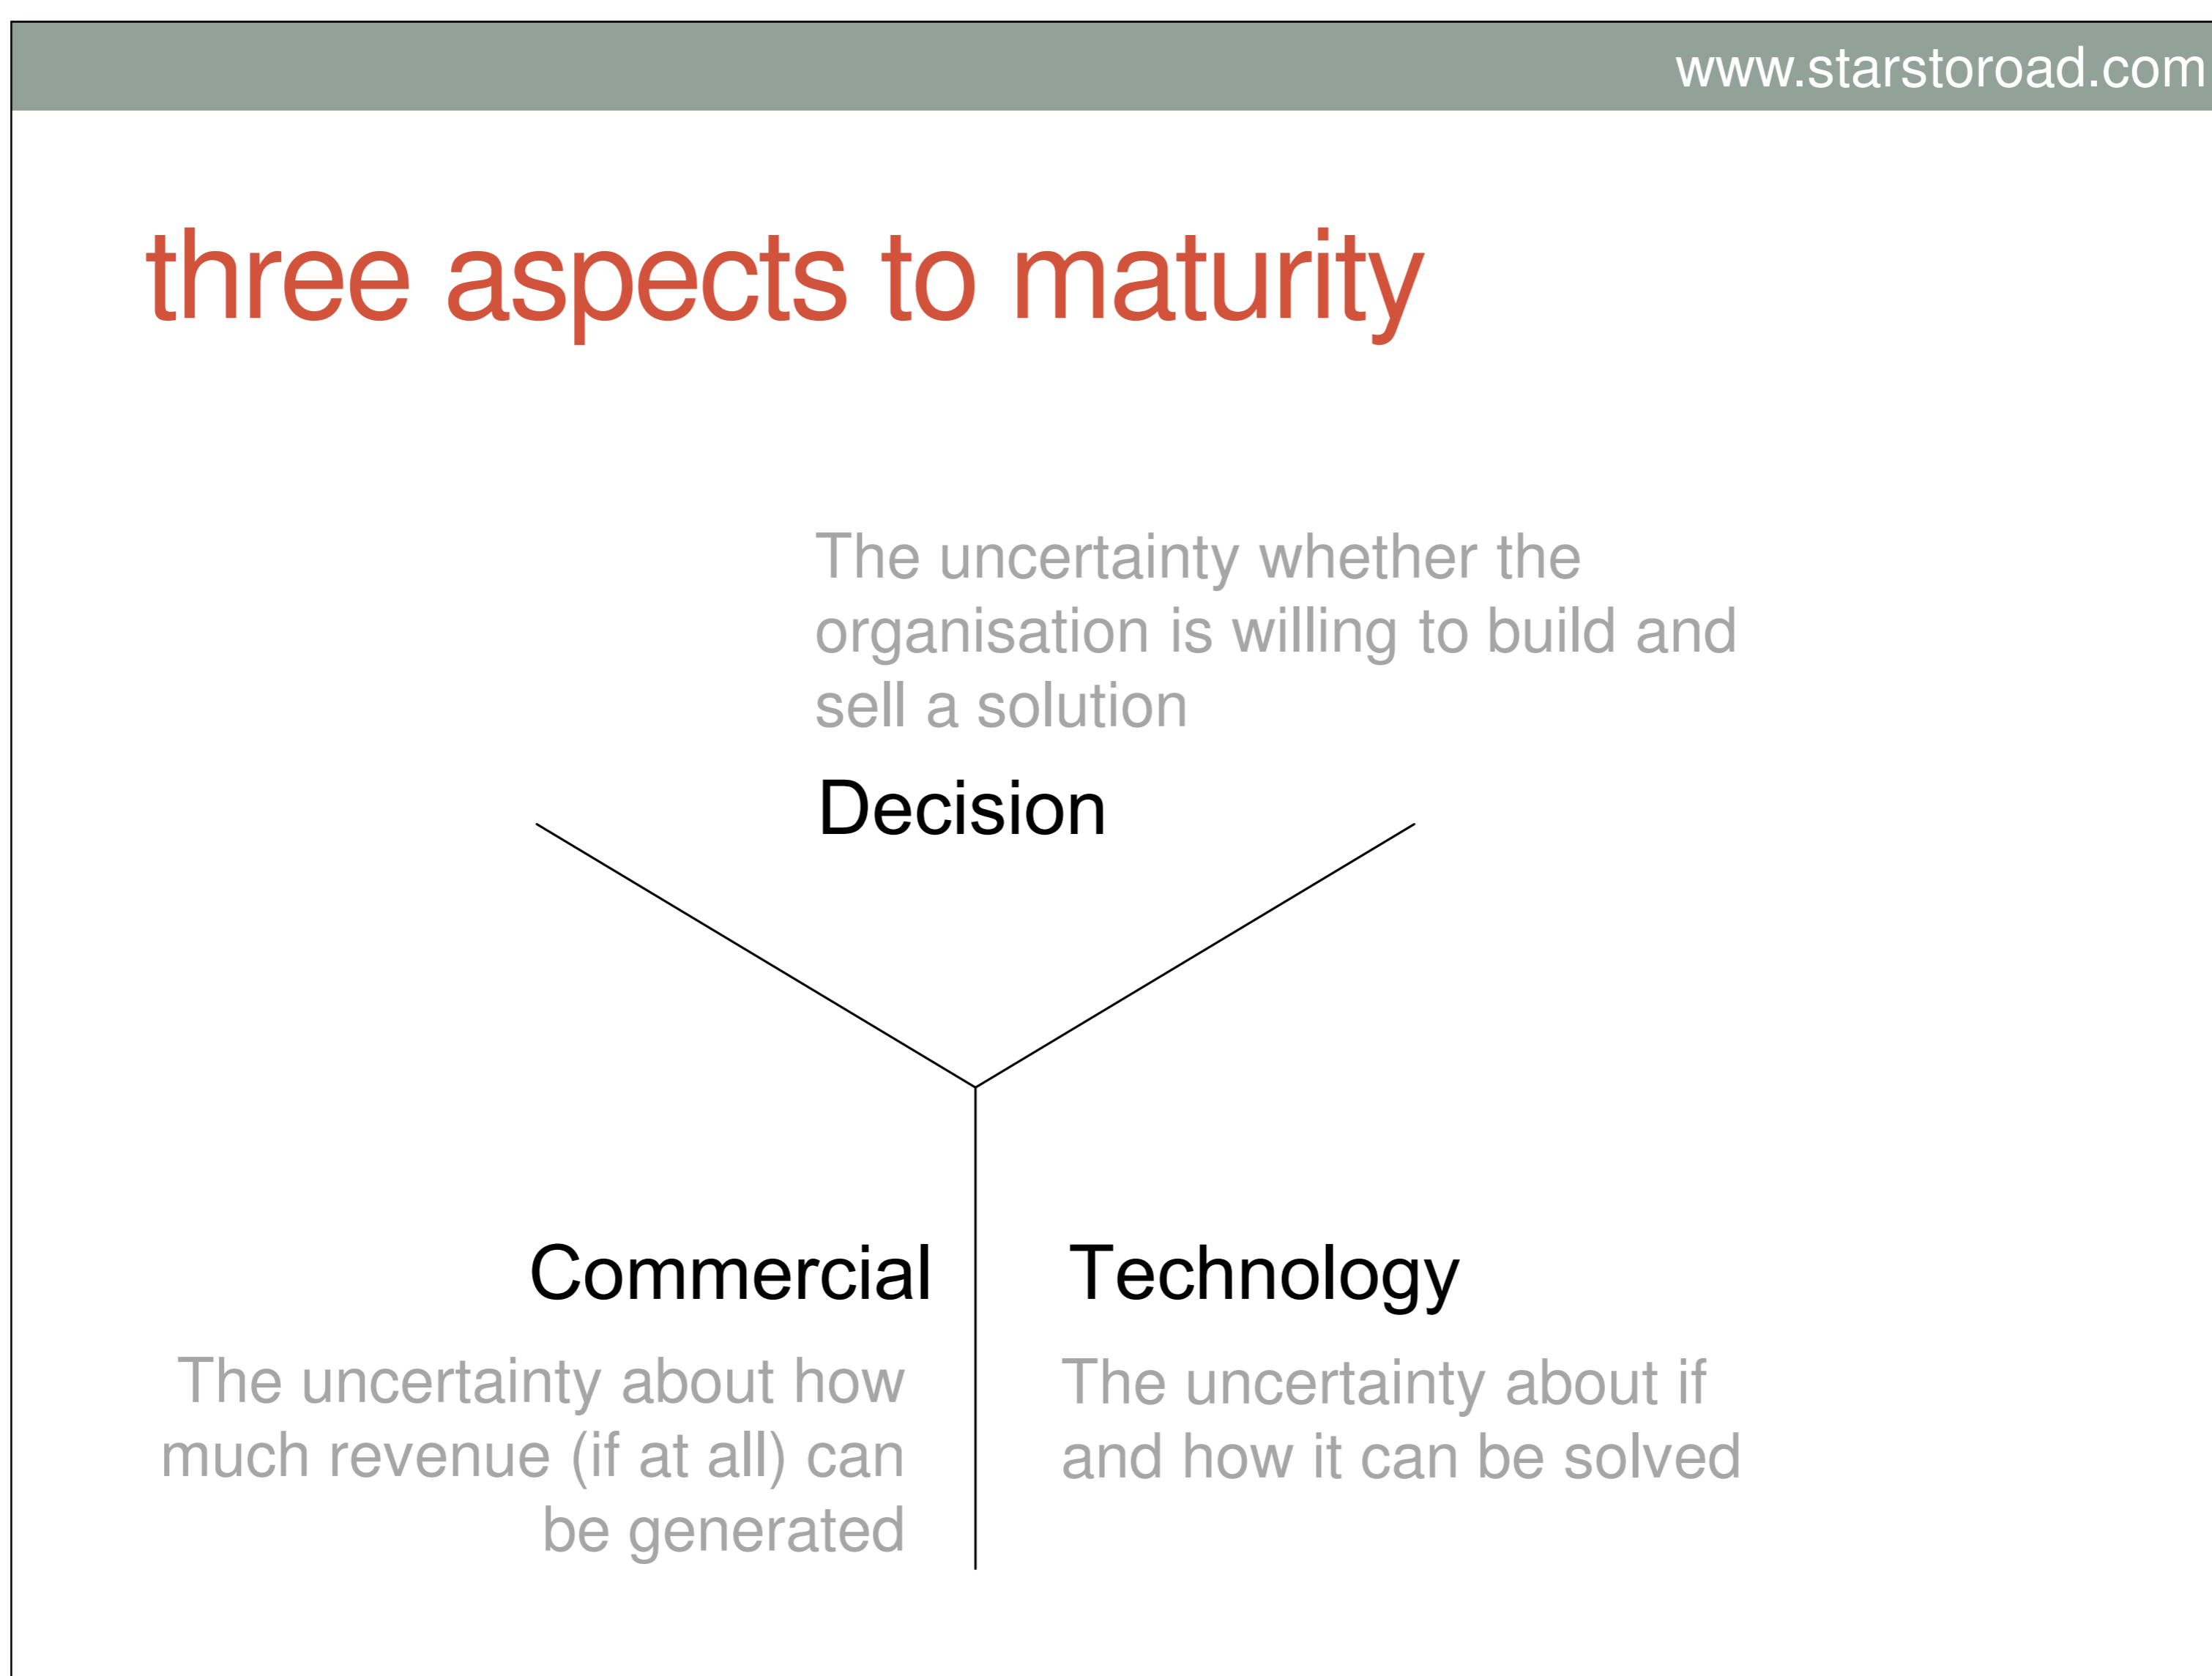 www.starstoroad.com
three aspects to maturity
The uncertainty whether the
organisation is willing to build and
sell a solution
Decision
Commercial
The uncertainty about how
much revenue (if at all) can
be generated
Technology
The uncertainty about if
and how it can be solved